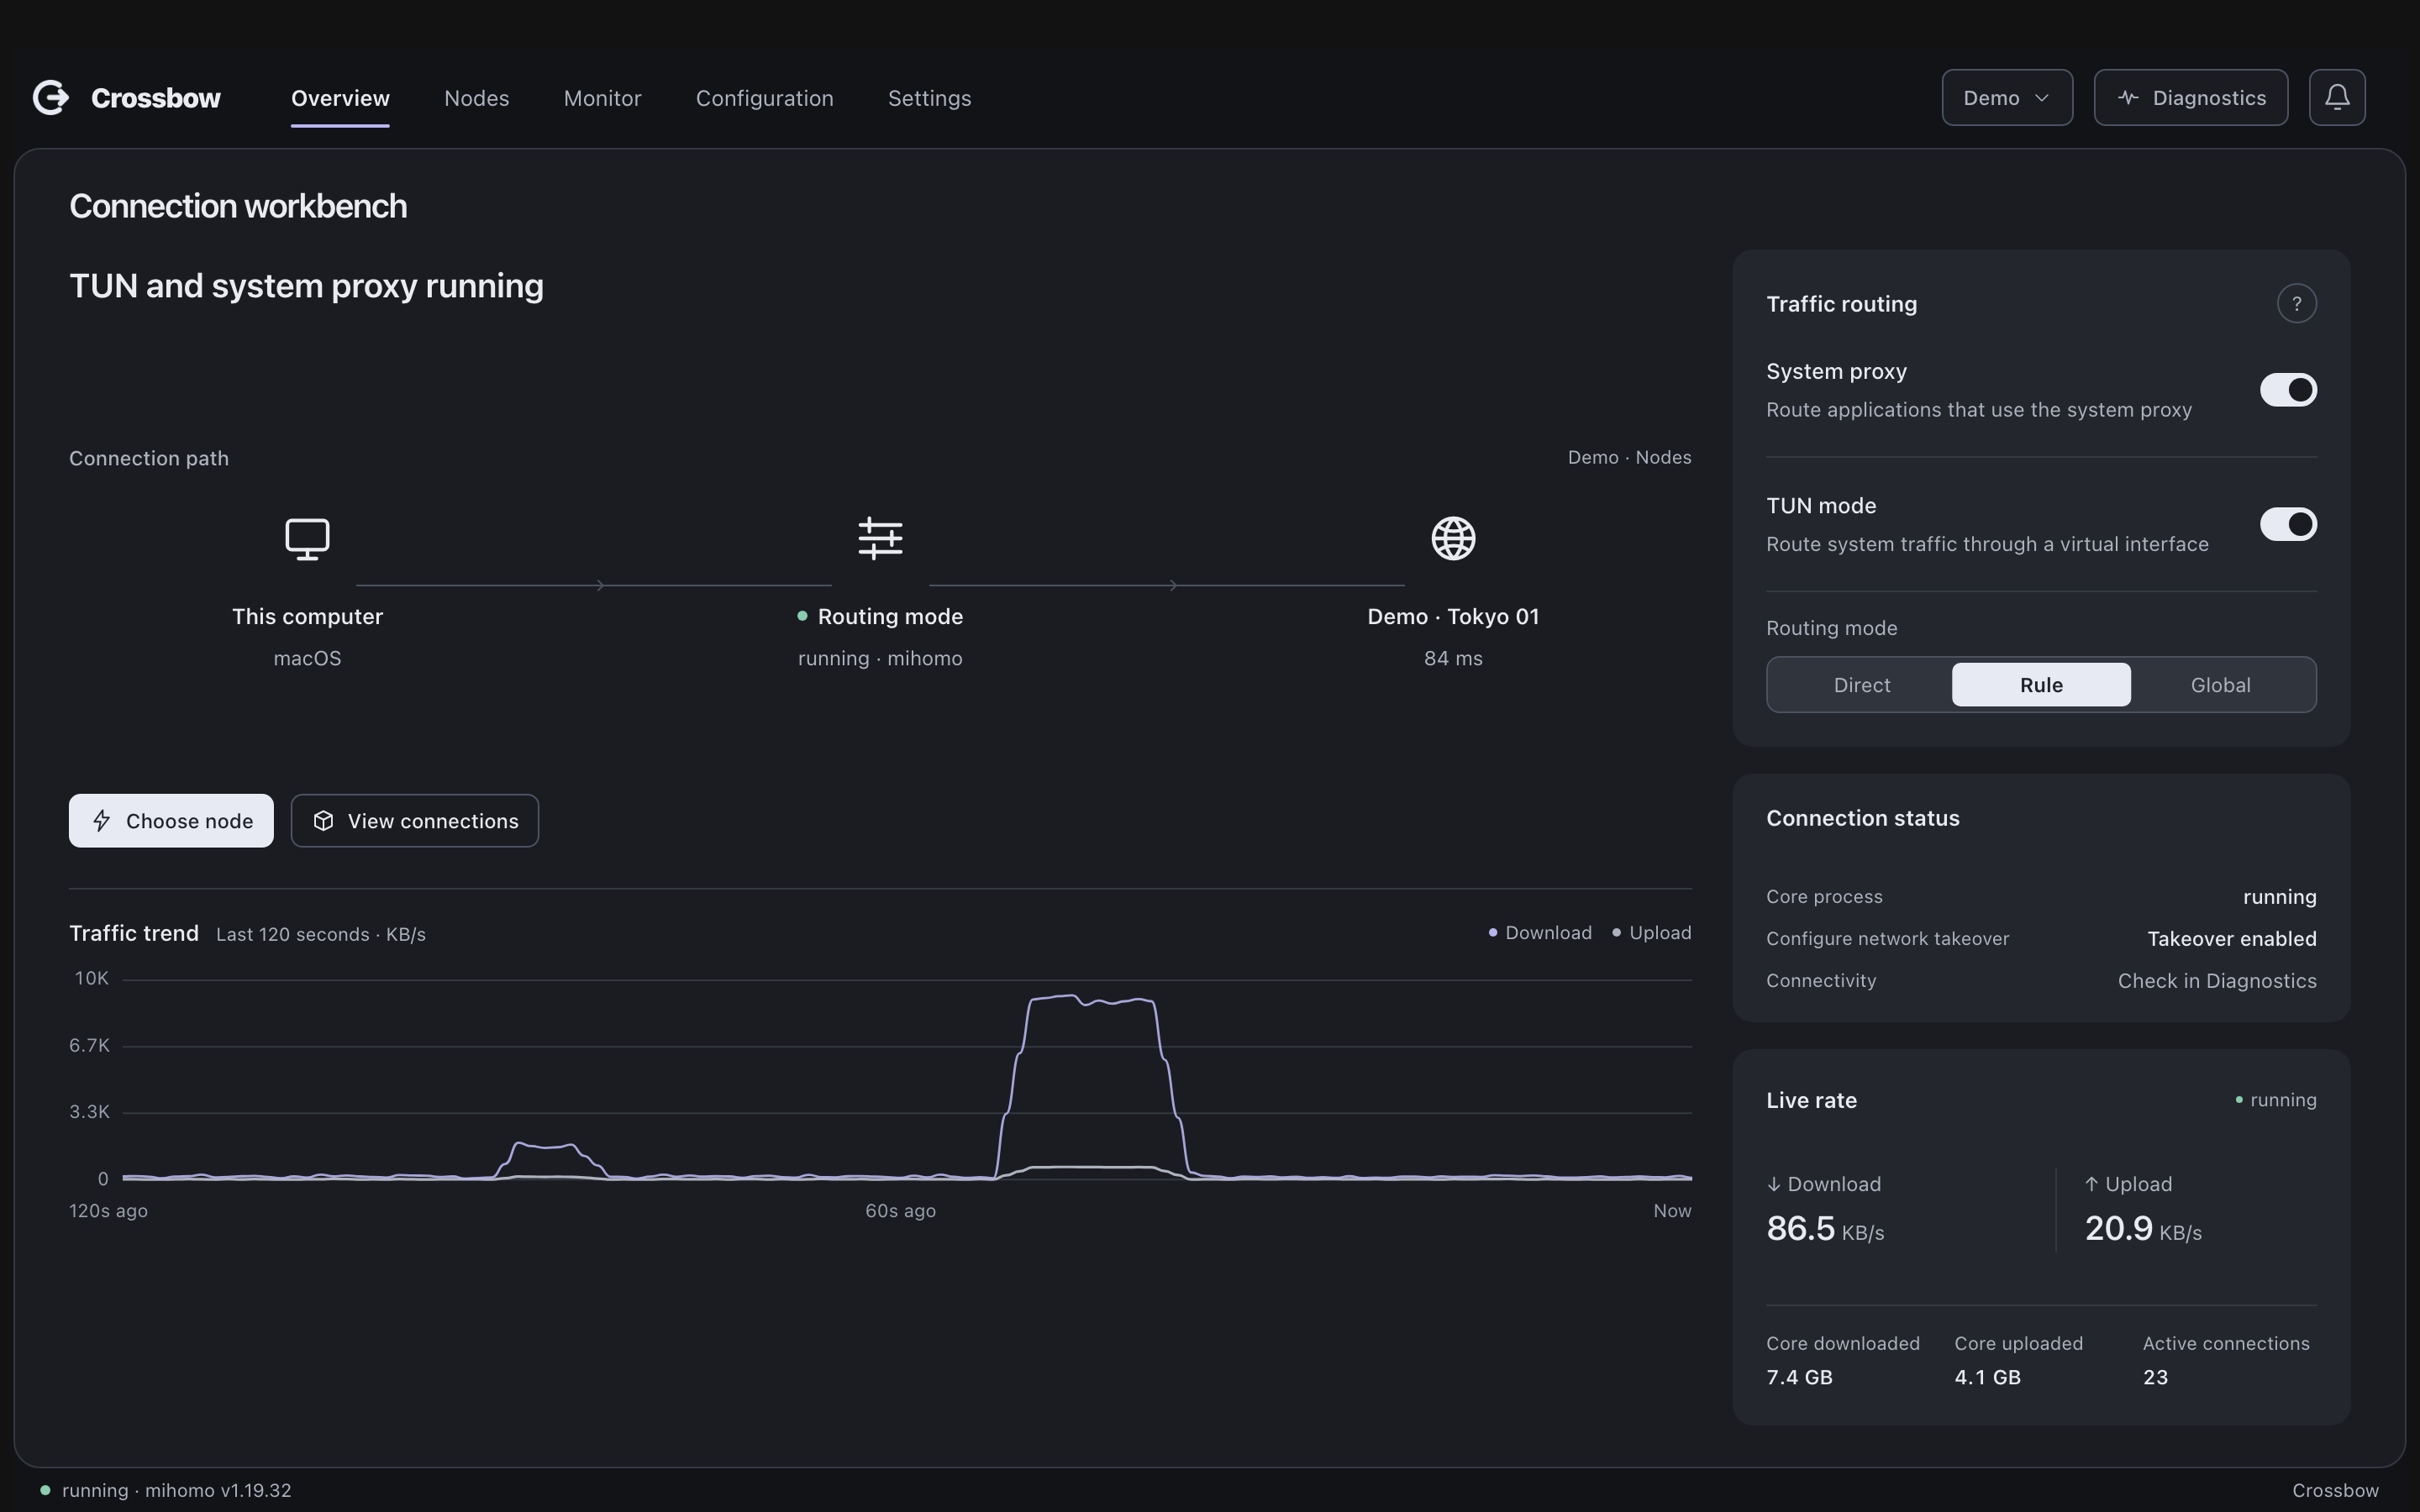 Crossbow
Overview
Nodes
Monitor
Configuration
Settings
Demo
Diagnostics
Connection workbench
TUN and system proxy running
Connection path
Demo · Nodes
This computer
macOS
Routing mode
running · mihomo
Demo · Tokyo 01
84 ms
Choose node
View connections
Traffic trend
Last 120 seconds · KB/s
Download
Upload
10K
6.7K
3.3K
0
120s ago
60s ago
Now
Traffic routing
?
System proxy
Route applications that use the system proxy
TUN mode
Route system traffic through a virtual interface
Routing mode
Direct
Rule
Global
Connection status
Core process
running
Configure network takeover
Takeover enabled
Connectivity
Check in Diagnostics
Live rate
running
↓ Download
86.5 KB/s
↑ Upload
20.9 KB/s
Core downloaded
7.4 GB
Core uploaded
4.1 GB
Active connections
23
running · mihomo v1.19.32
Crossbow